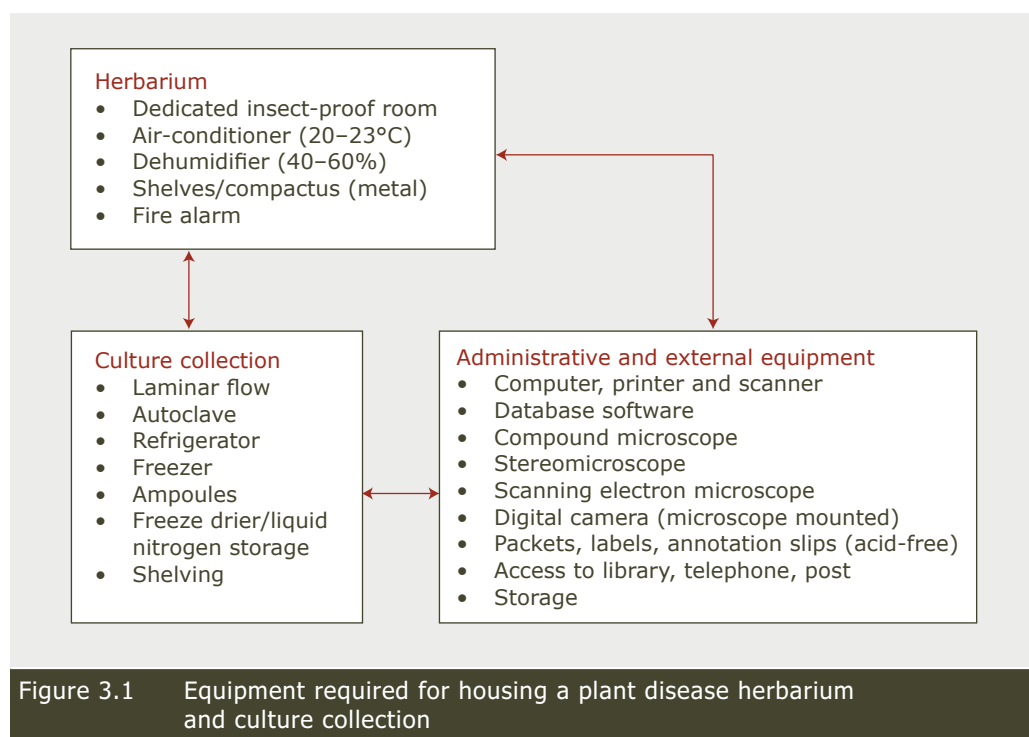 Herbarium
• Dedicated insect-proof room
• Air-conditioner (20–23°C)
• Dehumidifier (40–60%)
• Shelves/compactus (metal)
• Fire alarm
Culture collection
• Laminar flow
• Autoclave
• Refrigerator
• Freezer
• Ampoules
• Freeze drier/liquid
nitrogen storage
• Shelving
Administrative and external equipment
• Computer, printer and scanner
• Database software
• Compound microscope
• Stereomicroscope
• Scanning electron microscope
• Digital camera (microscope mounted)
• Packets, labels, annotation slips (acid-free)
• Access to library, telephone, post
• Storage
Figure 3.1 Equipment required for housing a plant disease herbarium
and culture collection